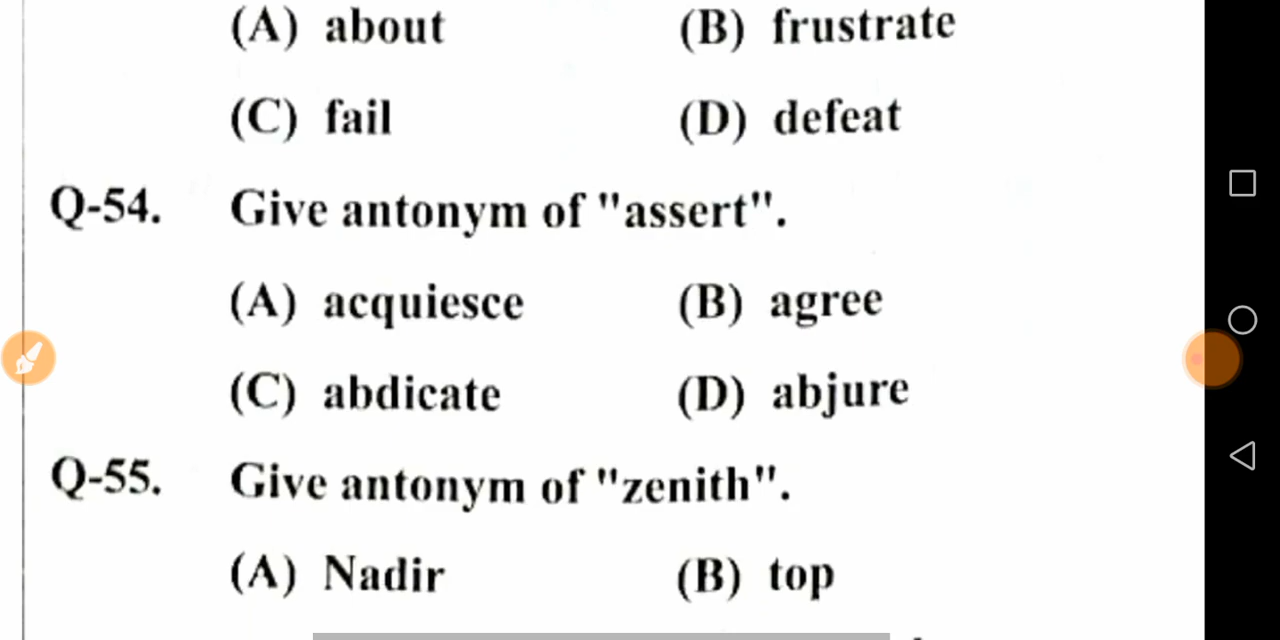 (A) about (B) frustrate
(C) fail (D) defeat
Q-54. Give antonym of "assert".
(A) acquiesce (B) agree
(C) abdicate (D) abjure
Q-55. Give antonym of "zenith".
(A) Nadir (B) top